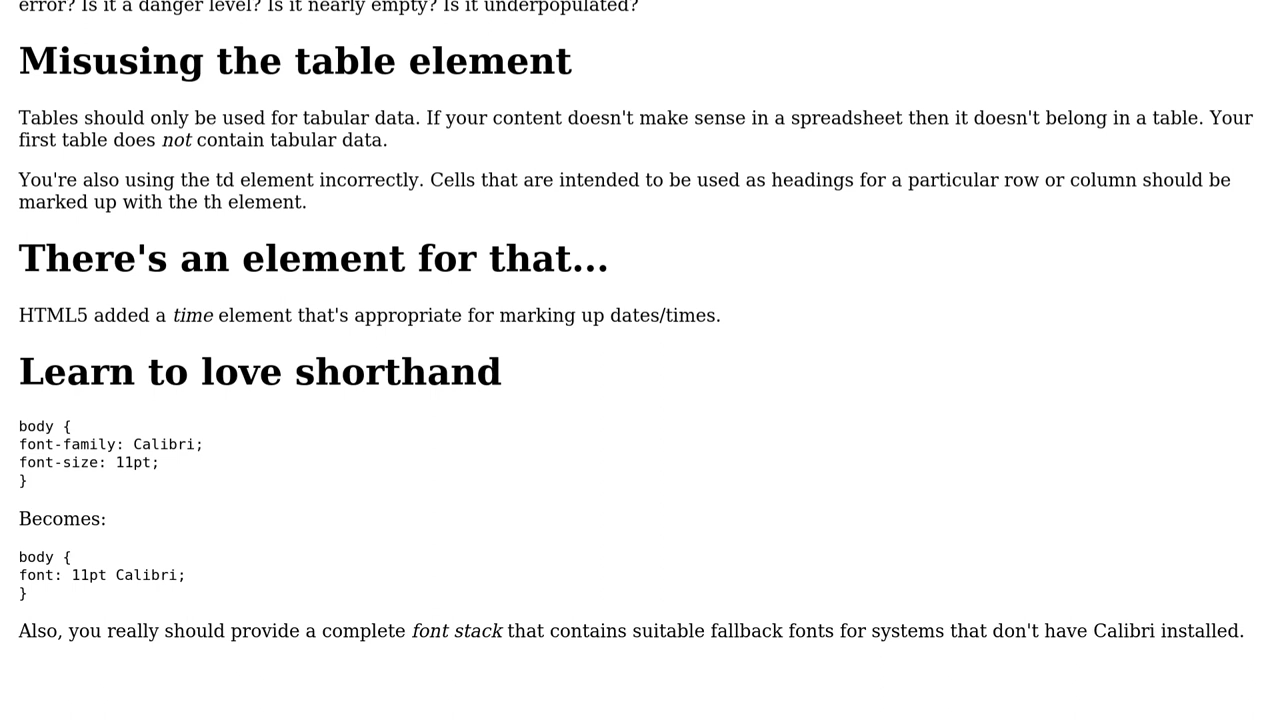 error? Is it a danger level? Is it nearly empty? Is it underpopulated?
Misusing the table element
Tables should only be used for tabular data. If your content doesn't make sense in a spreadsheet then it doesn't belong in a table. Your
first table does not contain tabular data.
You're also using the td element incorrectly. Cells that are intended to be used as headings for a particular row or column should be
marked up with the th element.
There's an element for that...
HTML5 added a time element that's appropriate for marking up dates/times.
Learn to love shorthand
body {
font-family: Calibri;
font-size: 11pt;
}
Becomes:
body {
font: 11pt Calibri;
}
Also, you really should provide a complete font stack that contains suitable fallback fonts for systems that don't have Calibri installed.